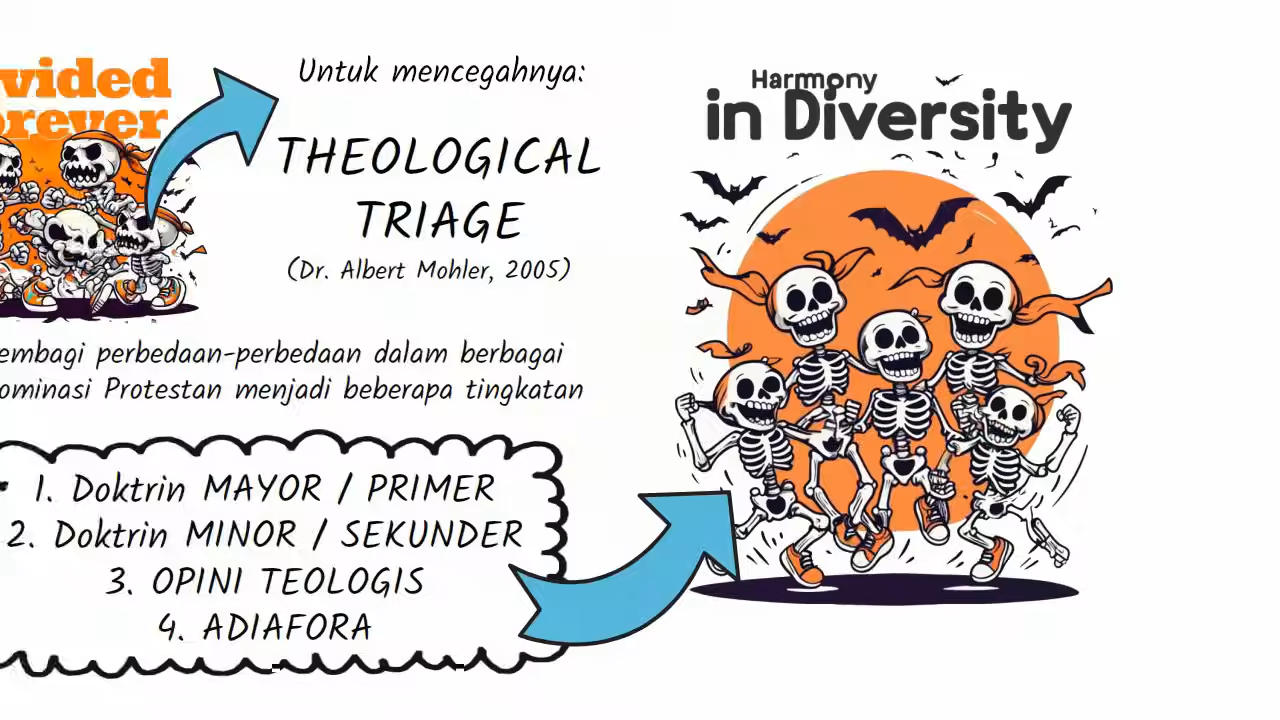 vided
orever
Untuk mencegahnya:
THEOLOGICAL
TRIAGE
(Dr. Albert Mohler, 2005)
embagi perbedaan-perbedaan dalam berbagai
ominasi Protestan menjadi beberapa tingkatan
1. Doktrin MAYOR / PRIMER
2. Doktrin MINOR / SEKUNDER
3. OPINI TEOLOGIS
4. ADIAFORA
Harmony
in Diversity